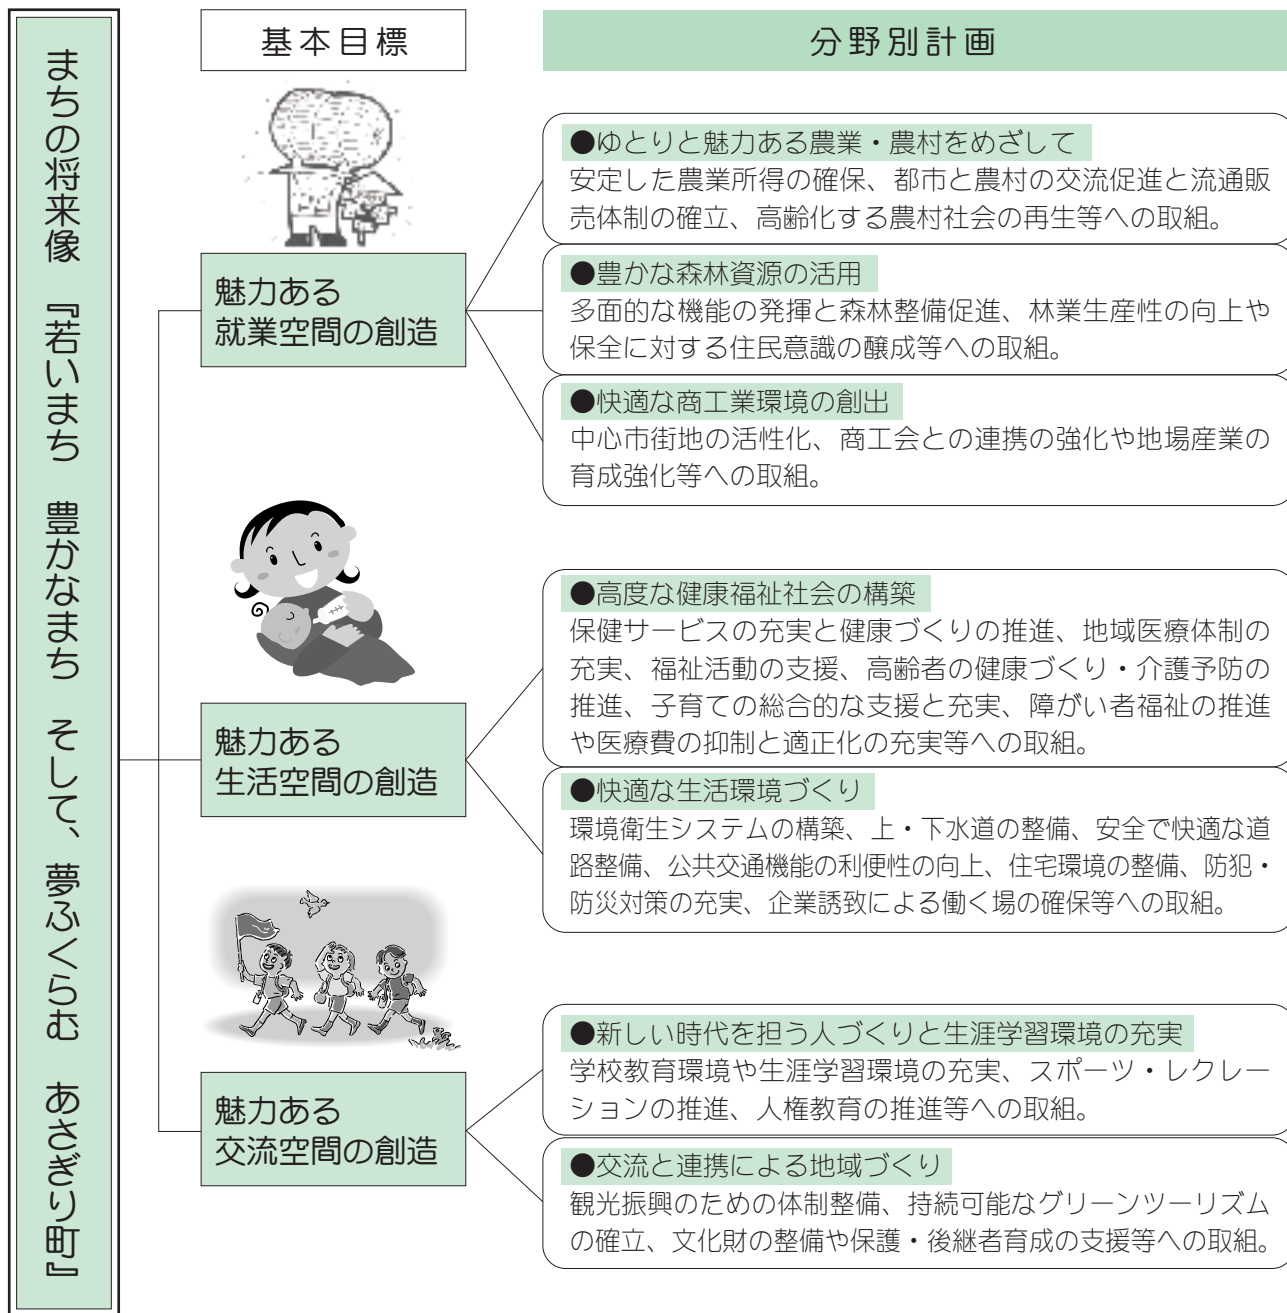 まちの将来像 『若いまち 豊かなまち そして、夢ふくらむ あさぎり町』
基本目標
分野別計画
魅力ある
就業空間の創造
●ゆとりと魅力ある農業・農村をめざして
安定した農業所得の確保、都市と農村の交流促進と流通販
売体制の確立、高齢化する農村社会の再生等への取組。
●豊かな森林資源の活用
多面的な機能の発揮と森林整備促進、林業生産性の向上や
保全に対する住民意識の醸成等への取組。
●快適な商工業環境の創出
中心市街地の活性化、商工会との連携の強化や地場産業の
育成強化等への取組。
魅力ある
生活空間の創造
●高度な健康福祉社会の構築
保健サービスの充実と健康づくりの推進、地域医療体制の
充実、福祉活動の支援、高齢者の健康づくり・介護予防の
推進、子育ての総合的な支援と充実、障がい者福祉の推進
や医療費の抑制と適正化の充実等への取組。
●快適な生活環境づくり
環境衛生システムの構築、上・下水道の整備、安全で快適な道
路整備、公共交通機能の利便性の向上、住宅環境の整備、防犯・
防災対策の充実、企業誘致による働く場の確保等への取組。
魅力ある
交流空間の創造
●新しい時代を担う人づくりと生涯学習環境の充実
学校教育環境や生涯学習環境の充実、スポーツ・レクレー
ションの推進、人権教育の推進等への取組。
●交流と連携による地域づくり
観光振興のための体制整備、持続可能なグリーンツーリズム
の確立、文化財の整備や保護・後継者育成の支援等への取組。